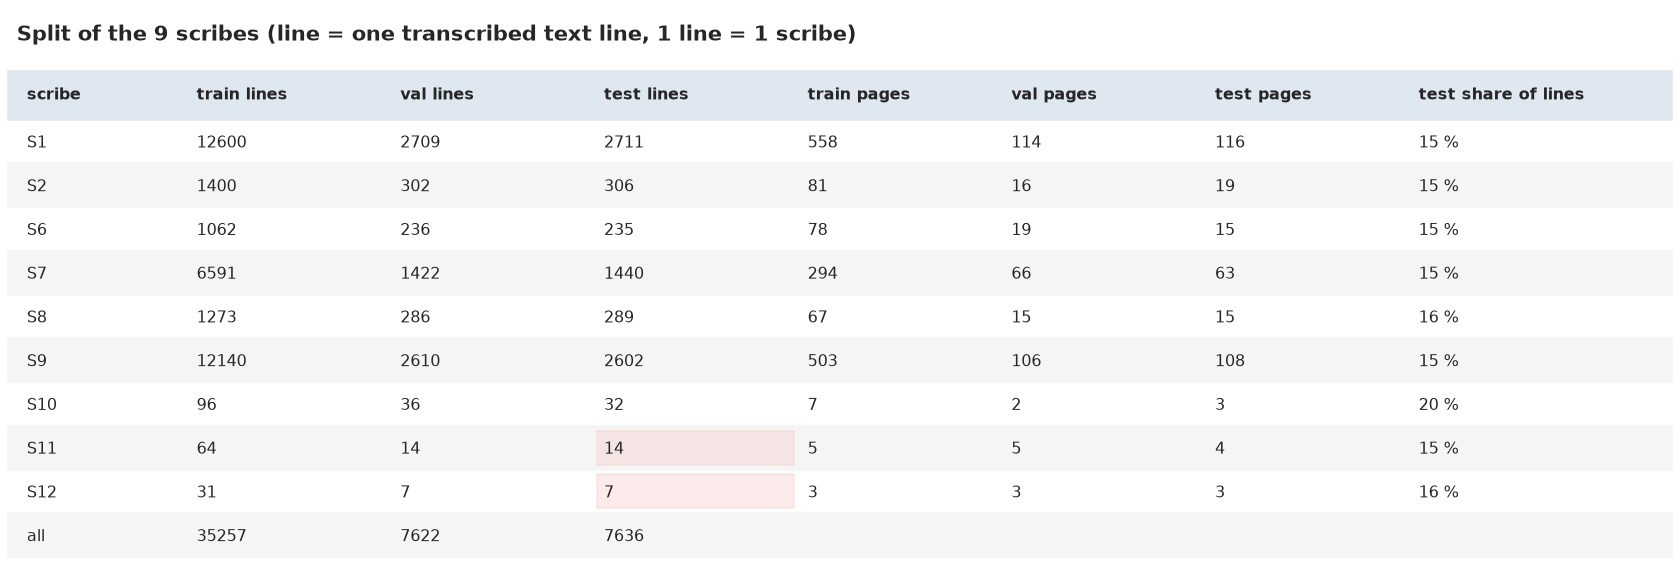 Split of the 9 scribes (line = one transcribed text line, 1 line = 1 scribe)
scribe train lines val lines test lines train pages val pages test pages test share of lines
S1 12600 2709 2711 558 114 116 15 %
S2 1400 302 306 81 16 19 15 %
S6 1062 236 235 78 19 15 15 %
S7 6591 1422 1440 294 66 63 15 %
S8 1273 286 289 67 15 15 16 %
S9 12140 2610 2602 503 106 108 15 %
S10 96 36 32 7 2 3 20 %
S11 64 14 14 5 5 4 15 %
S12 31 7 7 3 3 3 16 %
all 35257 7622 7636